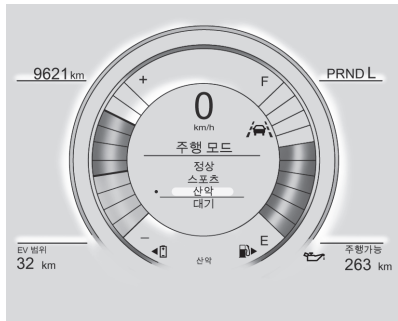 9621 km
PRND L
+
F
0
km/h
주행 모드
정상
스포츠
• 산악
대기
−
E
EV 범위
32 km
산악
주행가능
263 km